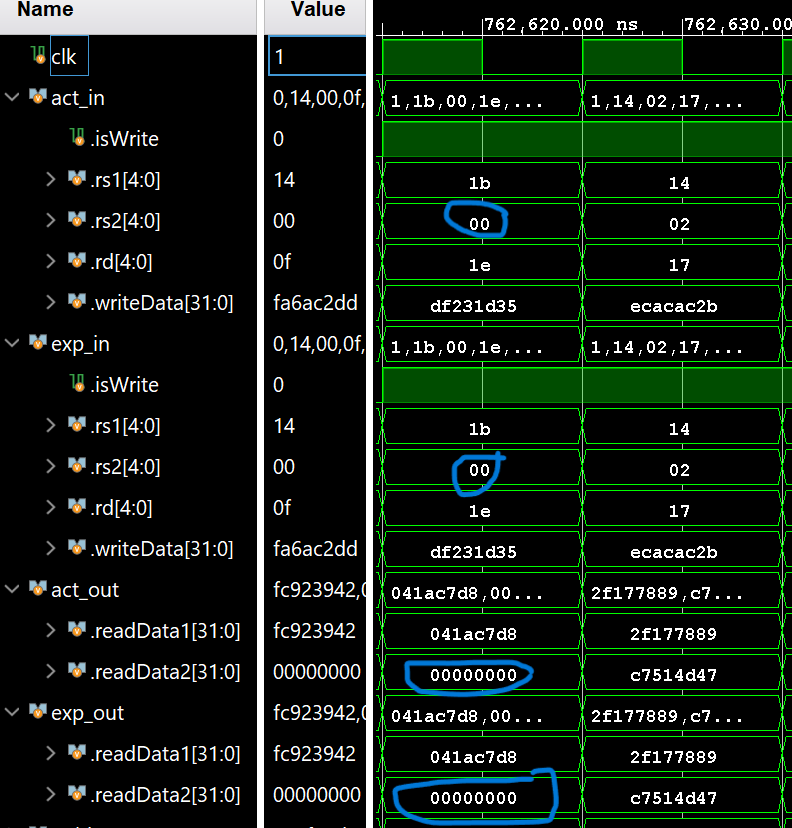 Name Value 762,620.000 ns 762,630.00
clk 1
act_in 0,14,00,0f, 1,1b,00,1e,... 1,14,02,17,...
.isWrite 0
.rs1[4:0] 14 1b 14
.rs2[4:0] 00 00 02
.rd[4:0] 0f 1e 17
.writeData[31:0] fa6ac2dd df231d35 ecacac2b
exp_in 0,14,00,0f, 1,1b,00,1e,... 1,14,02,17,...
.isWrite 0
.rs1[4:0] 14 1b 14
.rs2[4:0] 00 00 02
.rd[4:0] 0f 1e 17
.writeData[31:0] fa6ac2dd df231d35 ecacac2b
act_out fc923942,0 041ac7d8,00... 2f177889,c7...
.readData1[31:0] fc923942 041ac7d8 2f177889
.readData2[31:0] 00000000 00000000 c7514d47
exp_out fc923942,0 041ac7d8,00... 2f177889,c7...
.readData1[31:0] fc923942 041ac7d8 2f177889
.readData2[31:0] 00000000 00000000 c7514d47